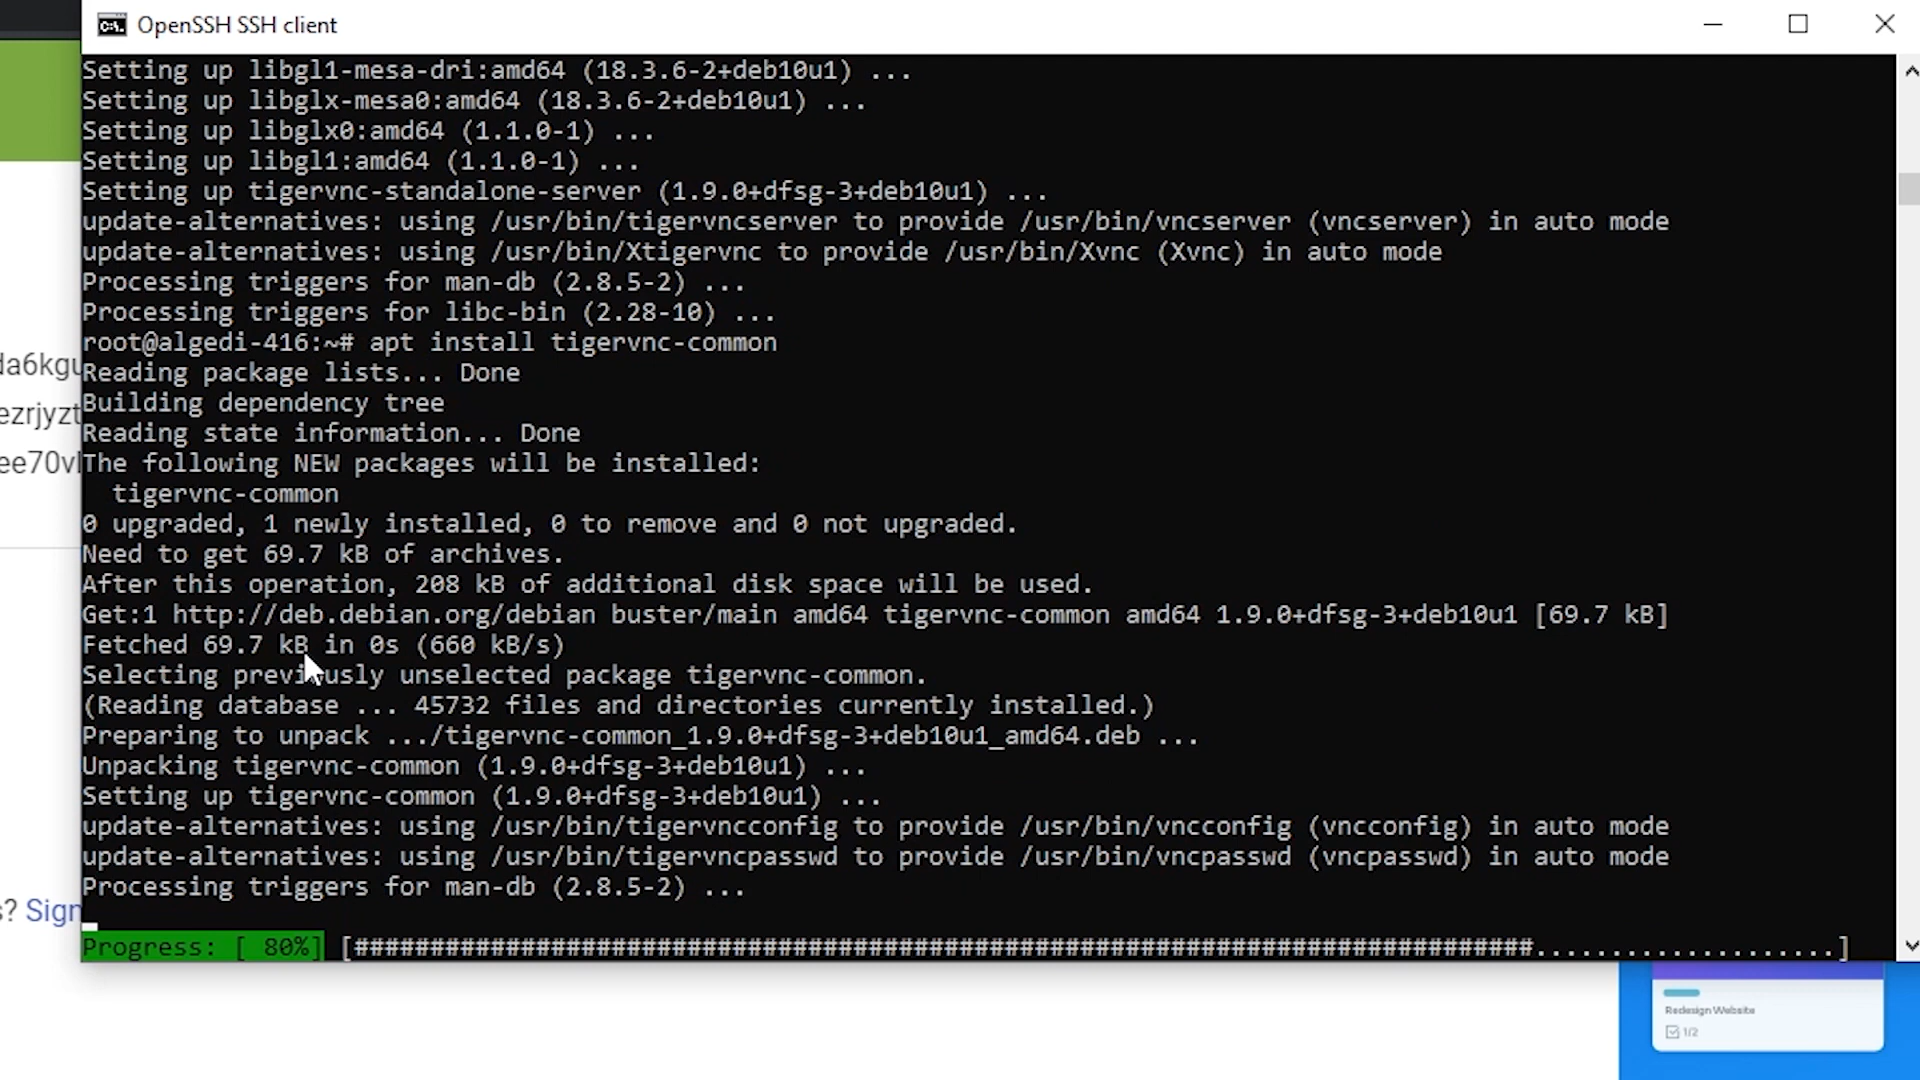 OpenSSH SSH client
Setting up libgl1-mesa-dri:amd64 (18.3.6-2+deb10u1) ...
Setting up libglx-mesa0:amd64 (18.3.6-2+deb10u1) ...
Setting up libglx0:amd64 (1.1.0-1) ...
Setting up libgl1:amd64 (1.1.0-1) ...
Setting up tigervnc-standalone-server (1.9.0+dfsg-3+deb10u1) ...
update-alternatives: using /usr/bin/tigervncserver to provide /usr/bin/vncserver (vncserver) in auto mode
update-alternatives: using /usr/bin/Xtigervnc to provide /usr/bin/Xvnc (Xvnc) in auto mode
Processing triggers for man-db (2.8.5-2) ...
Processing triggers for libc-bin (2.28-10) ...
root@algedi-416:~# apt install tigervnc-common
Reading package lists... Done
Building dependency tree
Reading state information... Done
The following NEW packages will be installed:
tigervnc-common
0 upgraded, 1 newly installed, 0 to remove and 0 not upgraded.
Need to get 69.7 kB of archives.
After this operation, 208 kB of additional disk space will be used.
Get:1 http://deb.debian.org/debian buster/main amd64 tigervnc-common amd64 1.9.0+dfsg-3+deb10u1 [69.7 kB]
Fetched 69.7 kB in 0s (660 kB/s)
Selecting previously unselected package tigervnc-common.
(Reading database ... 45732 files and directories currently installed.)
Preparing to unpack .../tigervnc-common_1.9.0+dfsg-3+deb10u1_amd64.deb ...
Unpacking tigervnc-common (1.9.0+dfsg-3+deb10u1) ...
Setting up tigervnc-common (1.9.0+dfsg-3+deb10u1) ...
update-alternatives: using /usr/bin/tigervncconfig to provide /usr/bin/vncconfig (vncconfig) in auto mode
update-alternatives: using /usr/bin/tigervncpasswd to provide /usr/bin/vncpasswd (vncpasswd) in auto mode
Processing triggers for man-db (2.8.5-2) ...
Progress: [ 80%] [##############################################################################....................]
da6kgu
ezrjyzt
ee70vl
s? Sign
Redesign Website
1/2